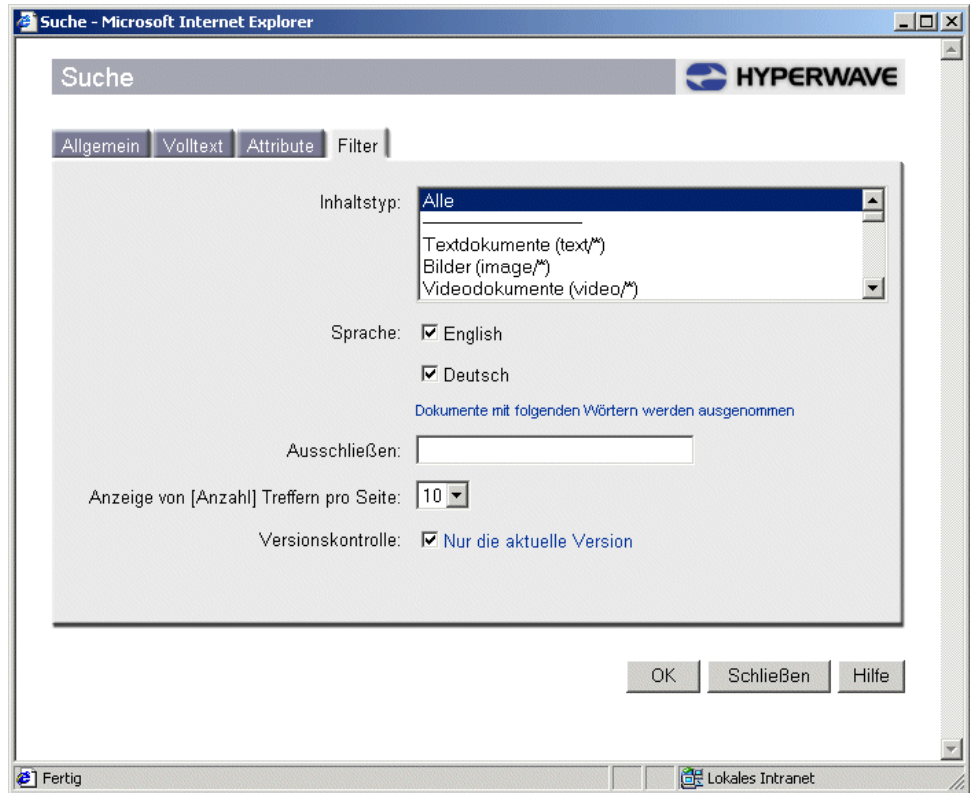 Suche - Microsoft Internet Explorer
Suche
HYPERWAVE
Allgemein Volltext Attribute Filter
Inhaltstyp: Alle
Textdokumente (text/*)
Bilder (image/*)
Videodokumente (video/*)
Sprache: English
Deutsch
Dokumente mit folgenden Wörtern werden ausgenommen
Ausschließen:
Anzeige von [Anzahl] Treffern pro Seite: 10
Versionskontrolle: Nur die aktuelle Version
OK Schließen Hilfe
Fertig Lokales Intranet